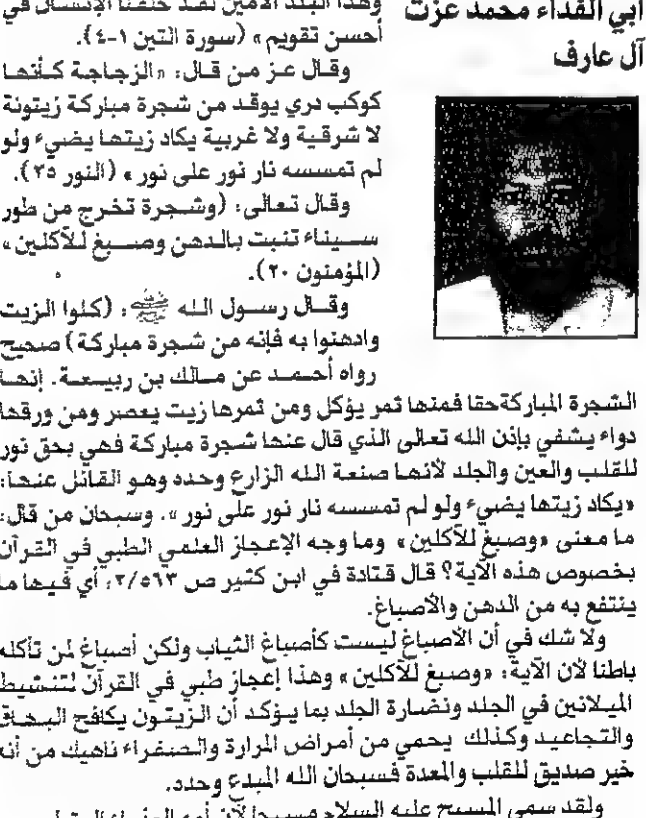 أبي الفداء محمد عزت
آل عارف
وهذا البلد الأمين لقد خلقنا الإنسان في
أحسن تقويم» (سورة التين ١-٤).
وقال عز من قال: «الزجاجة كأنها
كوكب دري يوقد من شجرة مباركة زيتونة
لا شرقية ولا غربية يكاد زيتها يضيء ولو
لم تمسسه نار نور على نور» (النور ٣٥).
وقال تعالى: (وشجرة تخرج من طور
سيناء تنبت بالدهن وصبغ للآكلين»
(المؤمنون ٢٠).
وقال رسول الله ﷺ: (كلوا الزيت
وادهنوا به فإنه من شجرة مباركة) صحيح
رواه أحمد عن مالك بن ربيعة. إنها
الشجرة المباركة حقا فمنها ثمر يؤكل ومن ثمرها زيت يعصر ومن ورقها
دواء يشفي بإذن الله تعالى الذي قال عنها شجرة مباركة فهي بحق نور
للقلب والعين والجلد لأنها صنعة الله الزارع وحده وهو القائل عنها:
«يكاد زيتها يضيء ولو لم تمسسه نار نور على نور». وسبحان من قال:
ما معنى «وصبغ للآكلين» وما وجه الإعجاز العلمي الطبي في القرآن
بخصوص هذه الآية؟ قال قتادة في ابن كثير ص ٢/٥٦٣، أي فيها ما
ينتفع به من الدهن والأصباغ.
ولا شك في أن الأصباغ ليست كأصباغ الثياب ولكن أصباغ لمن تأكله
باطنا لأن الآية: «وصبغ للآكلين» وهذا إعجاز طبي في القرآن لتنشيط
الميلانين في الجلد ونضارة الجلد بما يؤكد أن الزيتون يكافح البهاق
والتجاعيد وكذلك يحمي من أمراض المرارة والصفراء ناهيك من أنه
خير صديق للقلب والمعدة فسبحان الله المبدع وحده.
ولقد سمى المسيح عليه السلام مسيحا لأن أمه العذراء